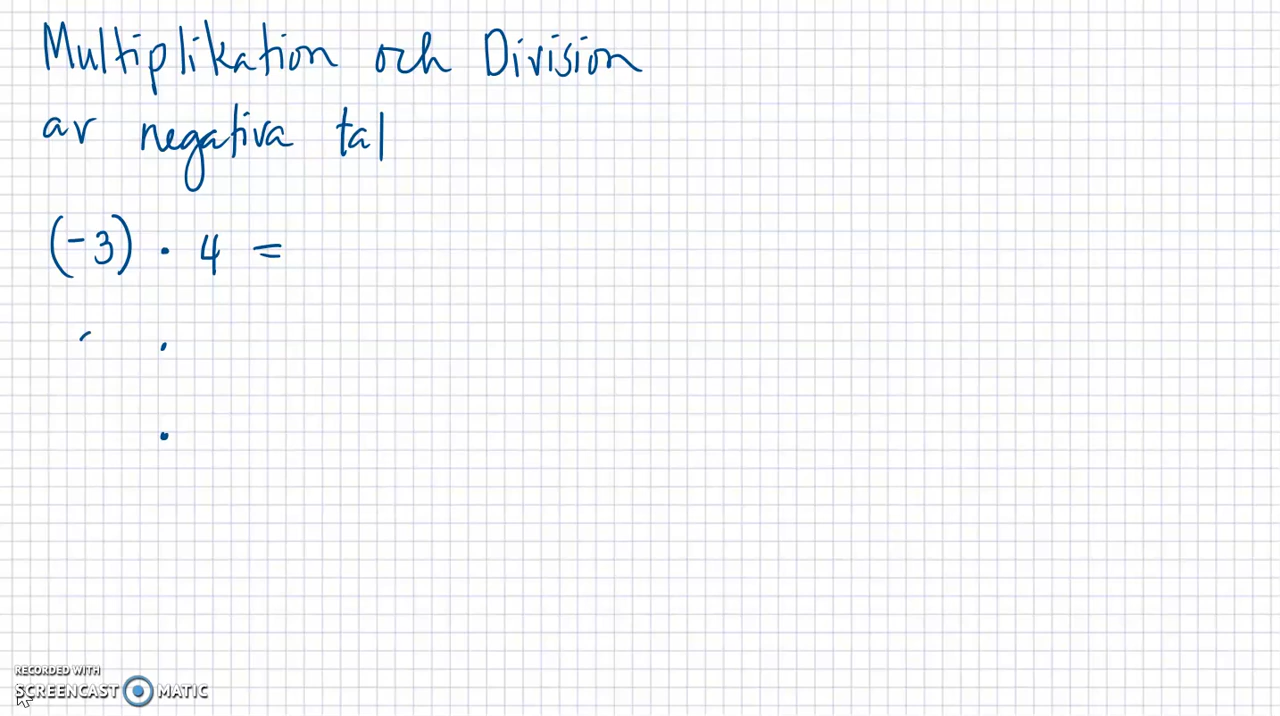 Multiplikation och Division
av negativa tal
(-3) · 4 =
·
·
RECORDED WITH
SCREENCAST MATIC